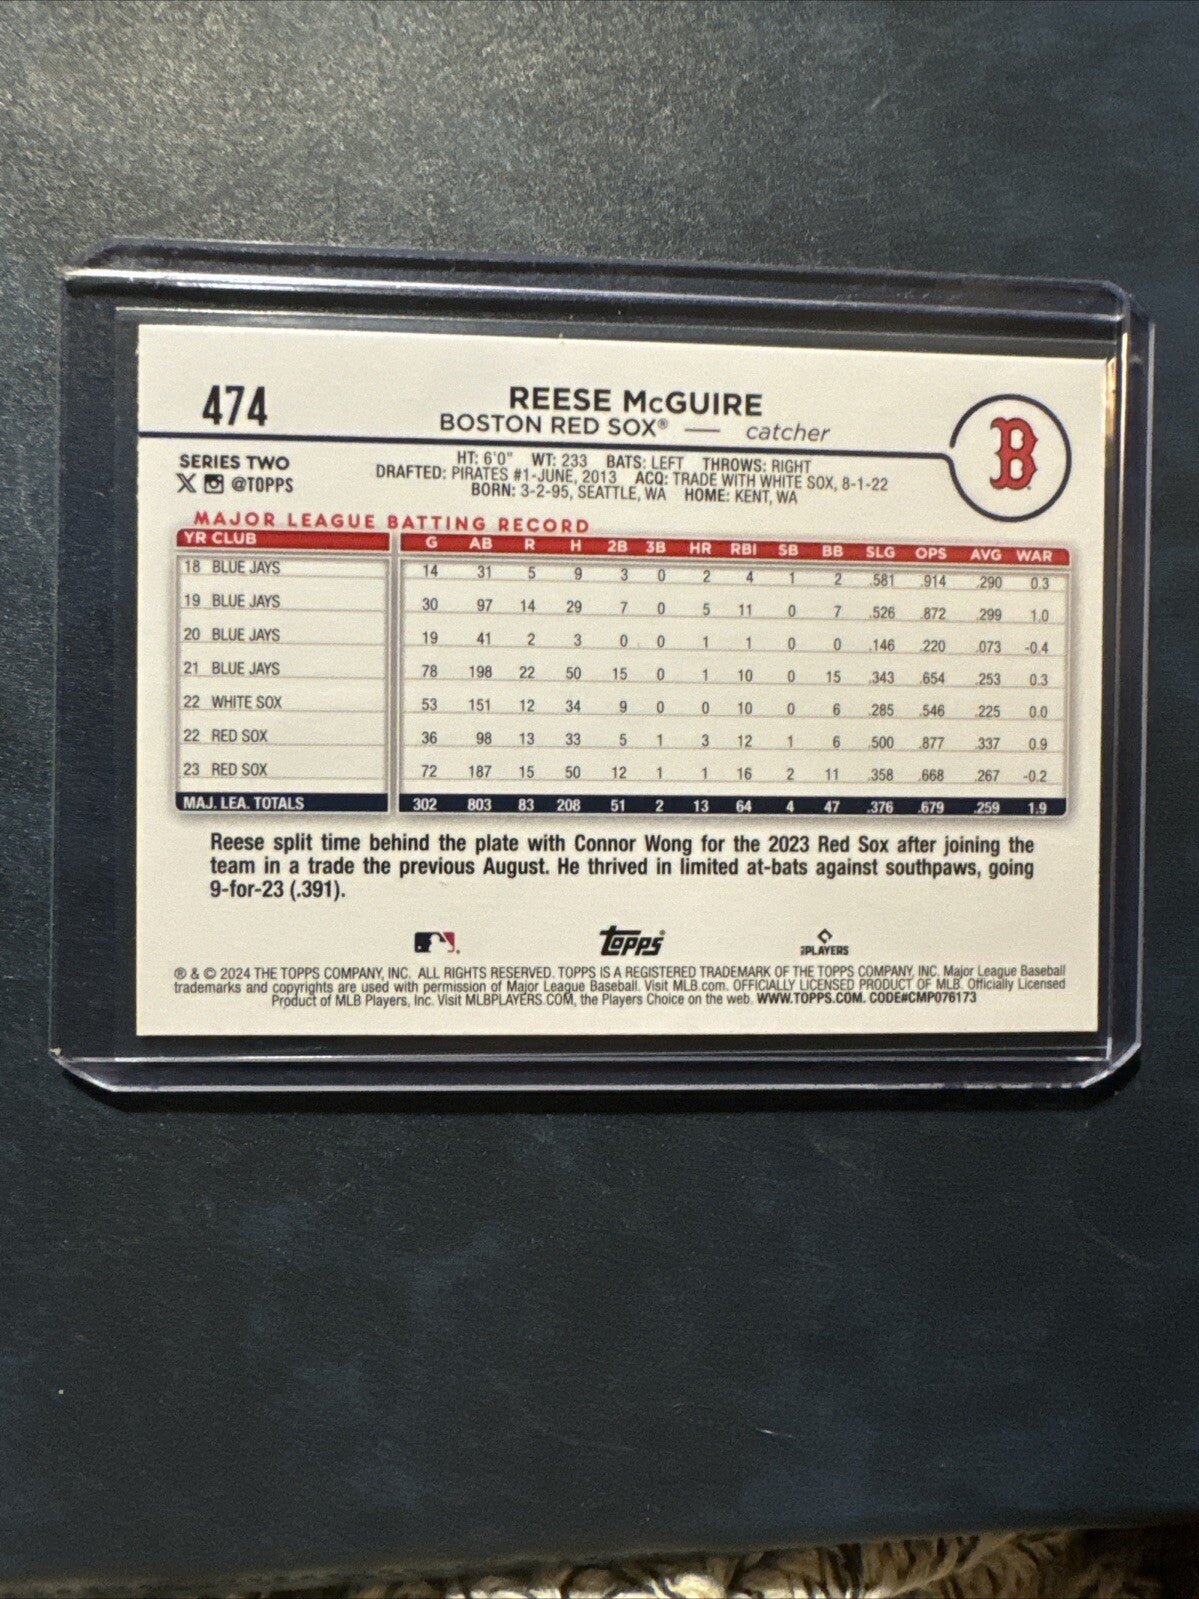 474
REESE McGUIRE
BOSTON RED SOX® — catcher
B
SERIES TWO
@TOPPS
HT: 6'0" WT: 233 BATS: LEFT THROWS: RIGHT
DRAFTED: PIRATES #1-JUNE, 2013 ACQ: TRADE WITH WHITE SOX, 8-1-22
BORN: 3-2-95, SEATTLE, WA HOME: KENT, WA
MAJOR LEAGUE BATTING RECORD
YR CLUB G AB R H 2B 3B HR RBI SB BB SLG OPS AVG WAR
18 BLUE JAYS 14 31 5 9 3 0 2 4 1 2 .581 .914 .290 0.3
19 BLUE JAYS 30 97 14 29 7 0 5 11 0 7 .526 .872 .299 1.0
20 BLUE JAYS 19 41 2 3 0 0 1 1 0 0 .146 .220 .073 -0.4
21 BLUE JAYS 78 198 22 50 15 0 1 10 0 15 .343 .654 .253 0.3
22 WHITE SOX 53 151 12 34 9 0 0 10 0 6 .285 .546 .225 0.0
22 RED SOX 36 98 13 33 5 1 3 12 1 6 .500 .877 .337 0.9
23 RED SOX 72 187 15 50 12 1 1 16 2 11 .358 .668 .267 -0.2
MAJ. LEA. TOTALS 302 803 83 208 51 2 13 64 4 47 .376 .679 .259 1.9
Reese split time behind the plate with Connor Wong for the 2023 Red Sox after joining the
team in a trade the previous August. He thrived in limited at-bats against southpaws, going
9-for-23 (.391).
Topps
PLAYERS
® & © 2024 THE TOPPS COMPANY, INC. ALL RIGHTS RESERVED. TOPPS IS A REGISTERED TRADEMARK OF THE TOPPS COMPANY, INC. Major League Baseball
trademarks and copyrights are used with permission of Major League Baseball. Visit MLB.com. OFFICIALLY LICENSED PRODUCT OF MLB Officially Licensed
Product of MLB Players, Inc. Visit MLBPLAYERS.COM, the Players Choice on the web. WWW.TOPPS.COM. CODE#CMP076173